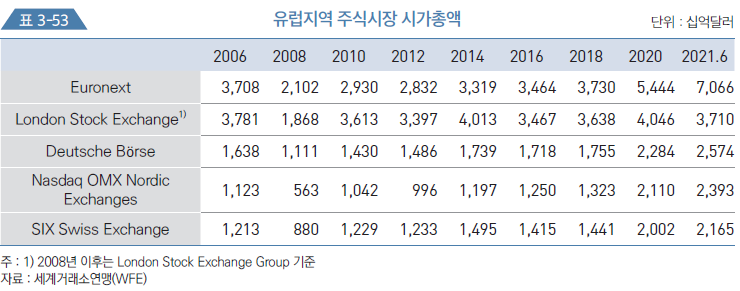 표 3-53 유럽지역 주식시장 시가총액 단위 : 십억달러
2006 2008 2010 2012 2014 2016 2018 2020 2021.6
Euronext 3,708 2,102 2,930 2,832 3,319 3,464 3,730 5,444 7,066
London Stock Exchange1) 3,781 1,868 3,613 3,397 4,013 3,467 3,638 4,046 3,710
Deutsche Börse 1,638 1,111 1,430 1,486 1,739 1,718 1,755 2,284 2,574
Nasdaq OMX Nordic
Exchanges 1,123 563 1,042 996 1,197 1,250 1,323 2,110 2,393
SIX Swiss Exchange 1,213 880 1,229 1,233 1,495 1,415 1,441 2,002 2,165
주 : 1) 2008년 이후는 London Stock Exchange Group 기준
자료 : 세계거래소연맹(WFE)